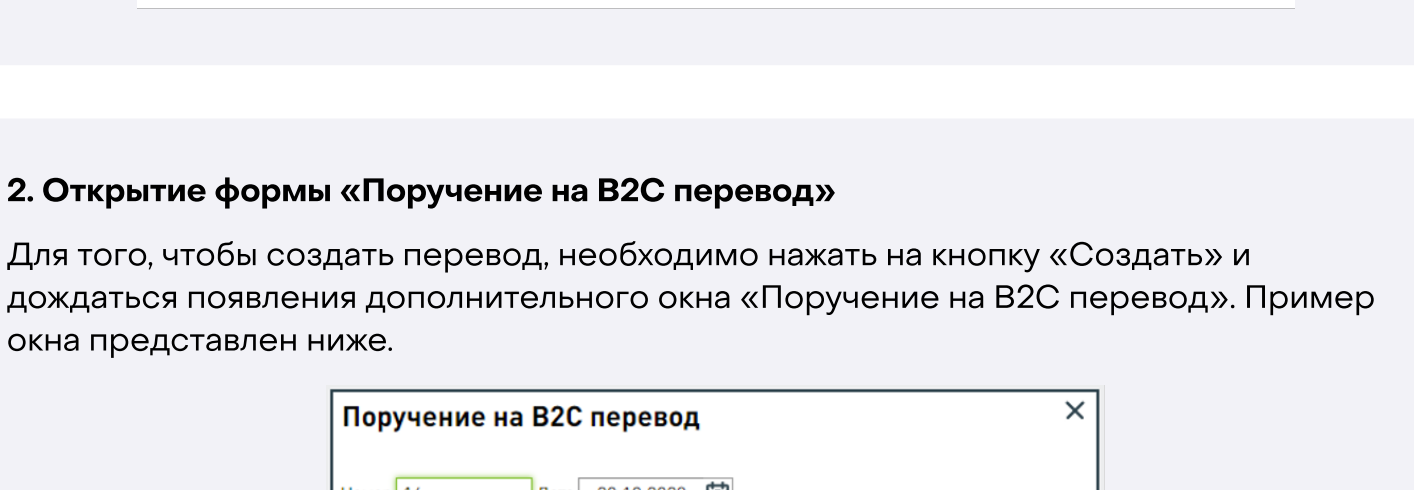 2. Открытие формы «Поручение на B2C перевод»
Для того, чтобы создать перевод, необходимо нажать на кнопку «Создать» и
дождаться появления дополнительного окна «Поручение на B2C перевод». Пример
окна представлен ниже.
Поручение на B2C перевод